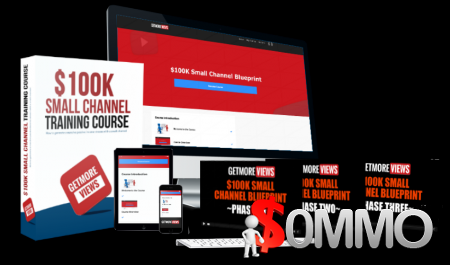 $100K
SMALL CHANNEL
TRAINING COURSE
GETMORE
VIEWS
$100K SMALL CHANNEL TRAINING COURSE
GETMORE VIEWS
$100K Small Channel Blueprint
GETMORE VIEWS
$100K SMALL
CHANNEL BLUEPRINT
~PHASE
GETMORE VIEWS
$100K SMALL
CHANNEL BLUEPRINT
~PHASE TWO~
GETMORE VIEWS
100K SMALL
CHANNEL BLUEPRINT
PHASE THREE~
$OMMO